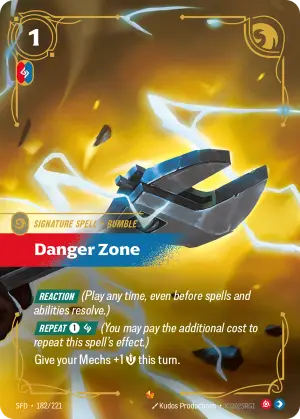 1
SIGNATURE SPELL • RUMBLE
Danger Zone
REACTION (Play any time, even before spells and
abilities resolve.)
REPEAT 1 (You may pay the additional cost to
repeat this spell's effect.)
Give your Mechs +1 this turn.
SFD • 182/221
Kudos Productions